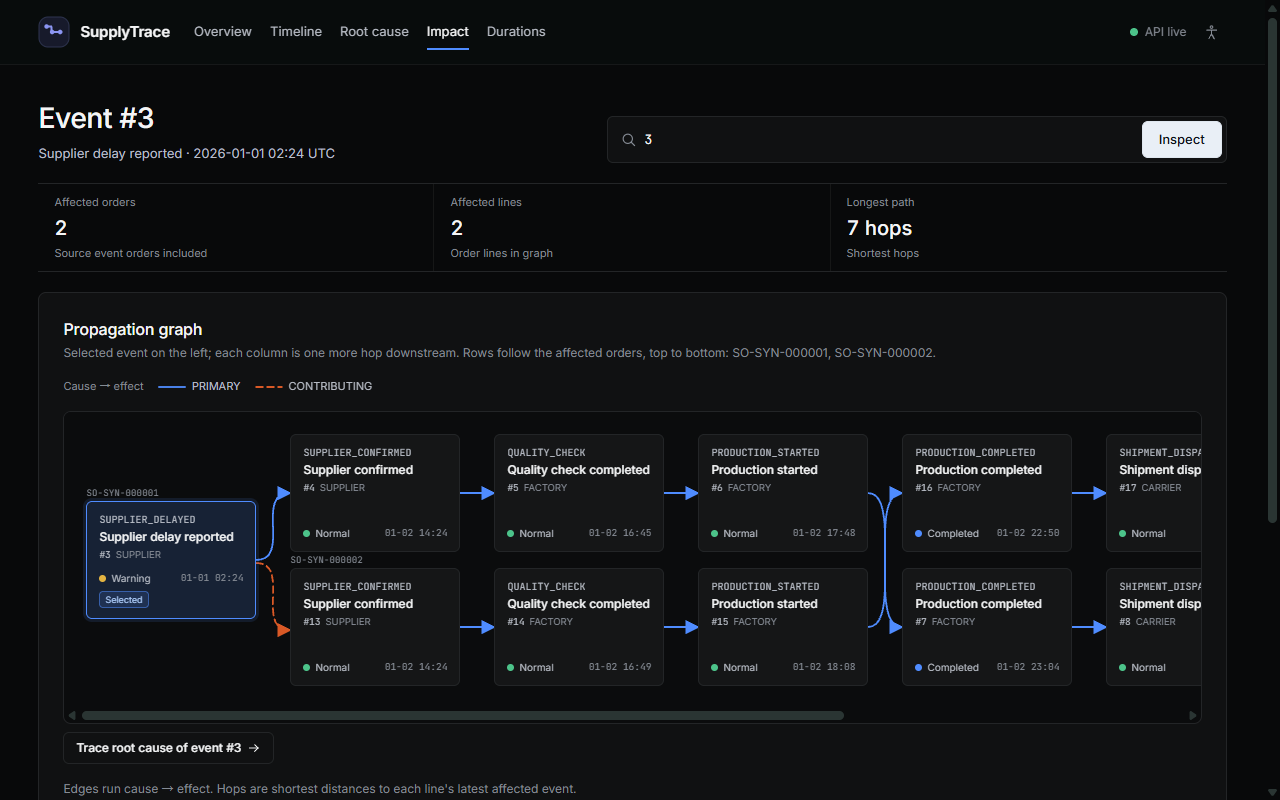 SupplyTrace Overview Timeline Root cause Impact Durations API live
Event #3
Supplier delay reported · 2026-01-01 02:24 UTC
3 Inspect
Affected orders Affected lines Longest path
2 2 7 hops
Source event orders included Order lines in graph Shortest hops
Propagation graph
Selected event on the left; each column is one more hop downstream. Rows follow the affected orders, top to bottom: SO-SYN-000001, SO-SYN-000002.
Cause → effect PRIMARY CONTRIBUTING
SO-SYN-000001
SUPPLIER_DELAYED
Supplier delay reported
#3 SUPPLIER
Warning 01-01 02:24
Selected
SUPPLIER_CONFIRMED
Supplier confirmed
#4 SUPPLIER
Normal 01-02 14:24
QUALITY_CHECK
Quality check completed
#5 FACTORY
Normal 01-02 16:45
PRODUCTION_STARTED
Production started
#6 FACTORY
Normal 01-02 17:48
PRODUCTION_COMPLETED
Production completed
#16 FACTORY
Completed 01-02 22:50
SHIPMENT_DISPA
Shipment disp
#17 CARRIER
Normal
SO-SYN-000002
SUPPLIER_CONFIRMED
Supplier confirmed
#13 SUPPLIER
Normal 01-02 14:24
QUALITY_CHECK
Quality check completed
#14 FACTORY
Normal 01-02 16:49
PRODUCTION_STARTED
Production started
#15 FACTORY
Normal 01-02 18:08
PRODUCTION_COMPLETED
Production completed
#7 FACTORY
Completed 01-02 23:04
SHIPMENT_DISPA
Shipment disp
#8 CARRIER
Normal
Trace root cause of event #3 →
Edges run cause → effect. Hops are shortest distances to each line's latest affected event.